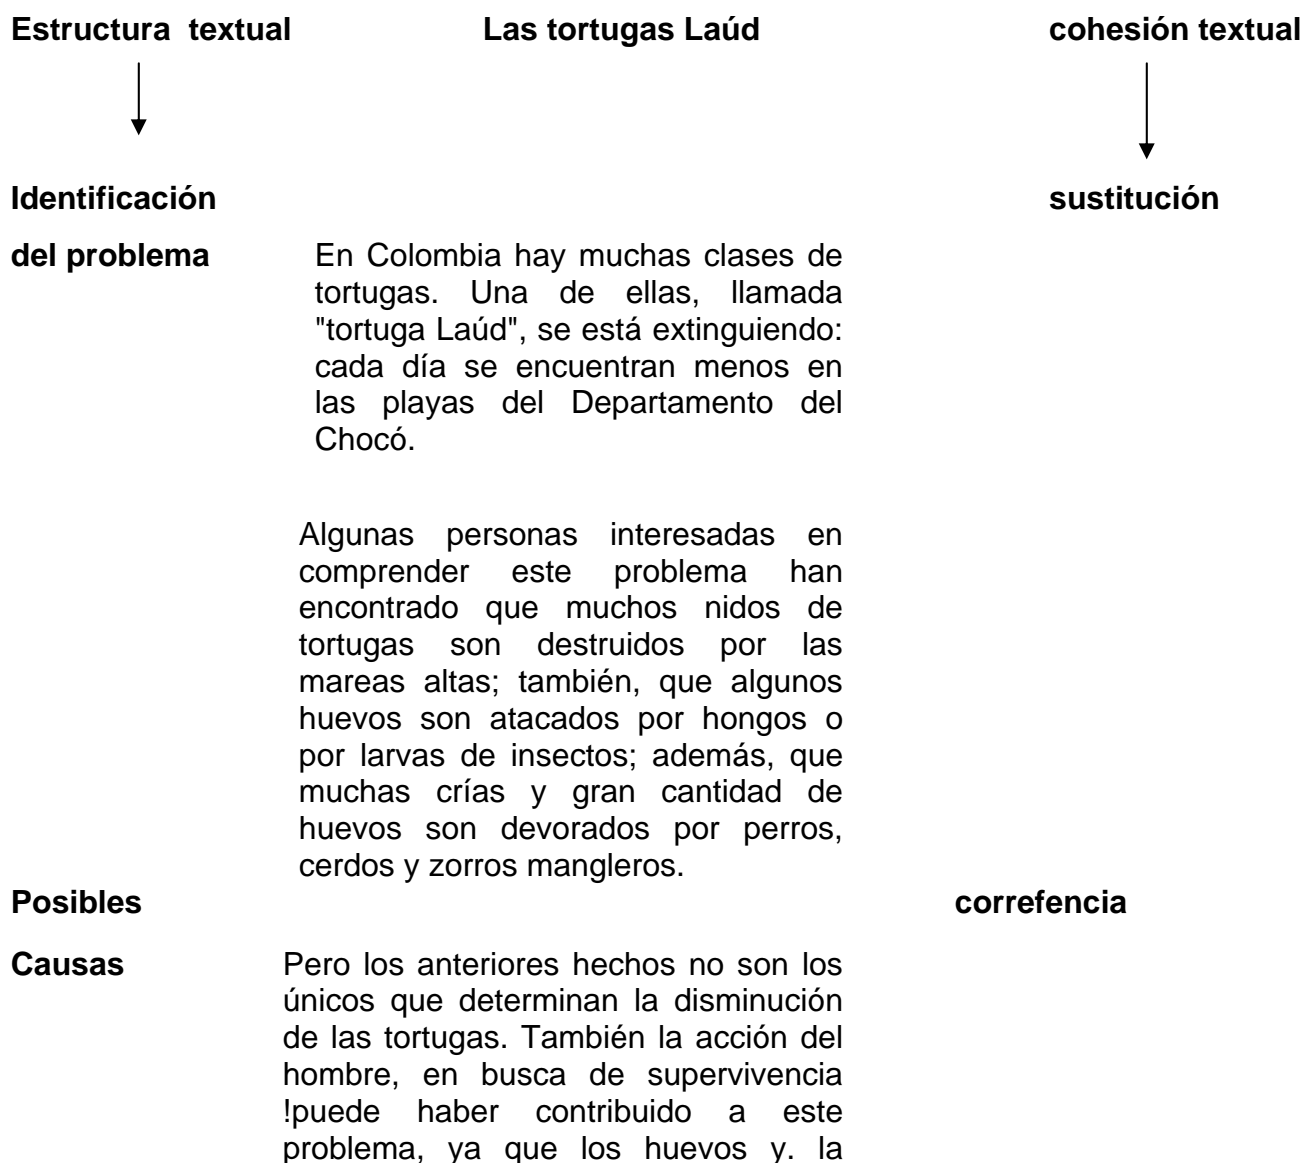 Estructura textual Las tortugas Laúd cohesión textual
Identificación sustitución
del problema En Colombia hay muchas clases de
tortugas. Una de ellas, llamada
"tortuga Laúd", se está extinguiendo:
cada día se encuentran menos en
las playas del Departamento del
Chocó.
Algunas personas interesadas en
comprender este problema han
encontrado que muchos nidos de
tortugas son destruidos por las
mareas altas; también, que algunos
huevos son atacados por hongos o
por larvas de insectos; además, que
muchas crías y gran cantidad de
huevos son devorados por perros,
cerdos y zorros mangleros.
Posibles correfencia
Causas Pero los anteriores hechos no son los
únicos que determinan la disminución
de las tortugas. También la acción del
hombre, en busca de supervivencia
!puede haber contribuido a este
problema, ya que los huevos y. la